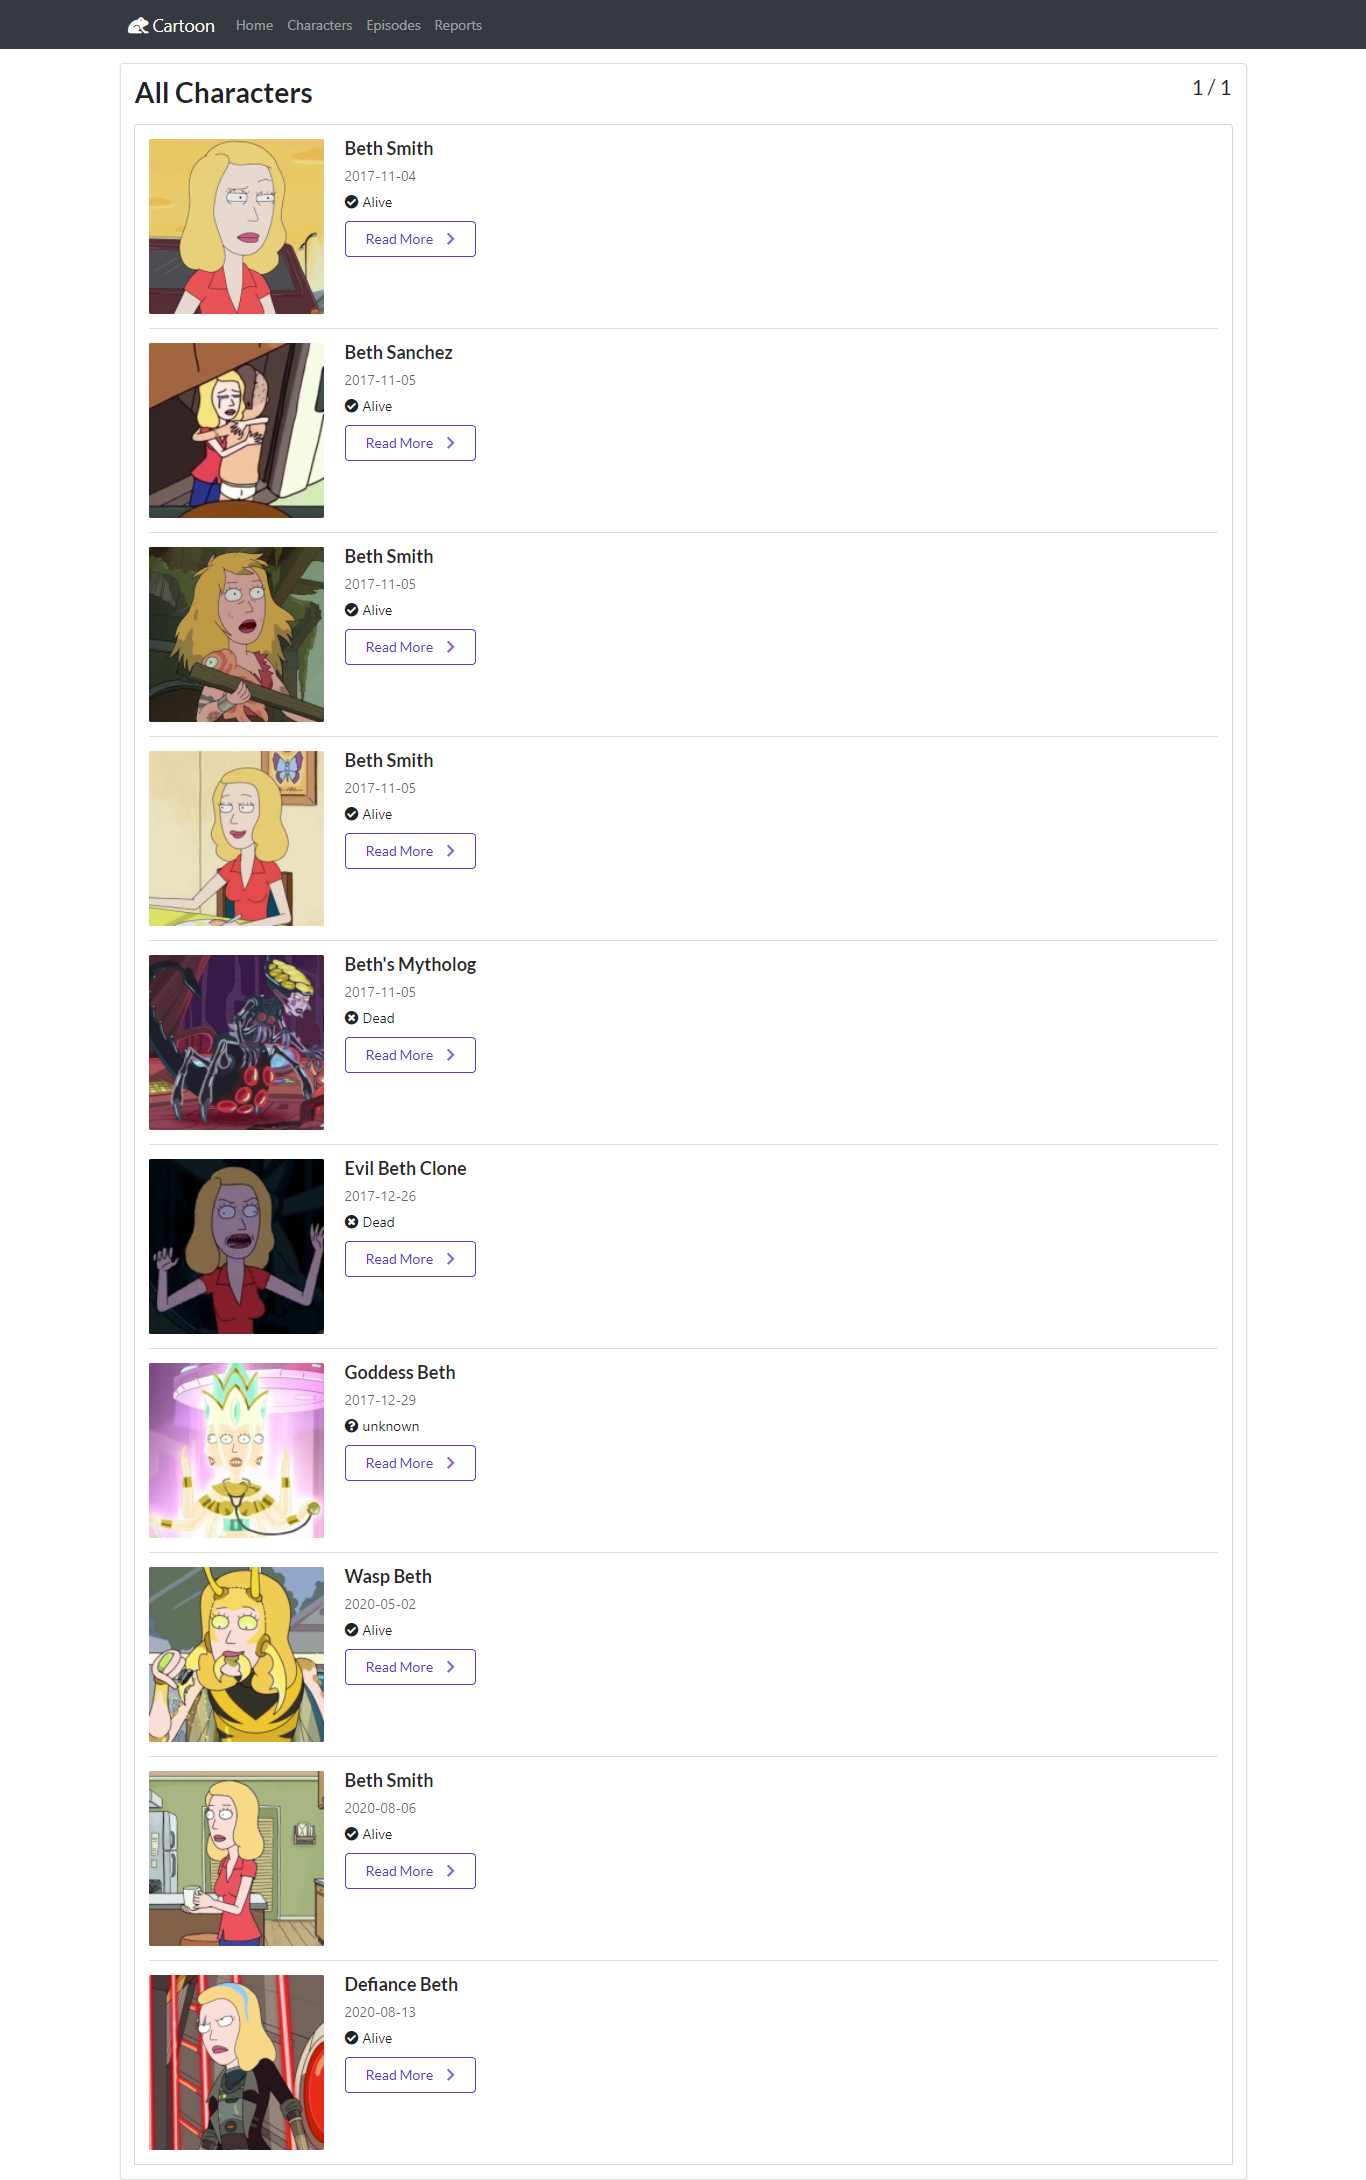 Cartoon Home Characters Episodes Reports
All Characters
1 / 1
Beth Smith
2017-11-04
Alive
Read More
Beth Sanchez
2017-11-05
Alive
Read More
Beth Smith
2017-11-05
Alive
Read More
Beth Smith
2017-11-05
Alive
Read More
Beth's Mytholog
2017-11-05
Dead
Read More
Evil Beth Clone
2017-12-26
Dead
Read More
Goddess Beth
2017-12-29
unknown
Read More
Wasp Beth
2020-05-02
Alive
Read More
Beth Smith
2020-08-06
Alive
Read More
Defiance Beth
2020-08-13
Alive
Read More